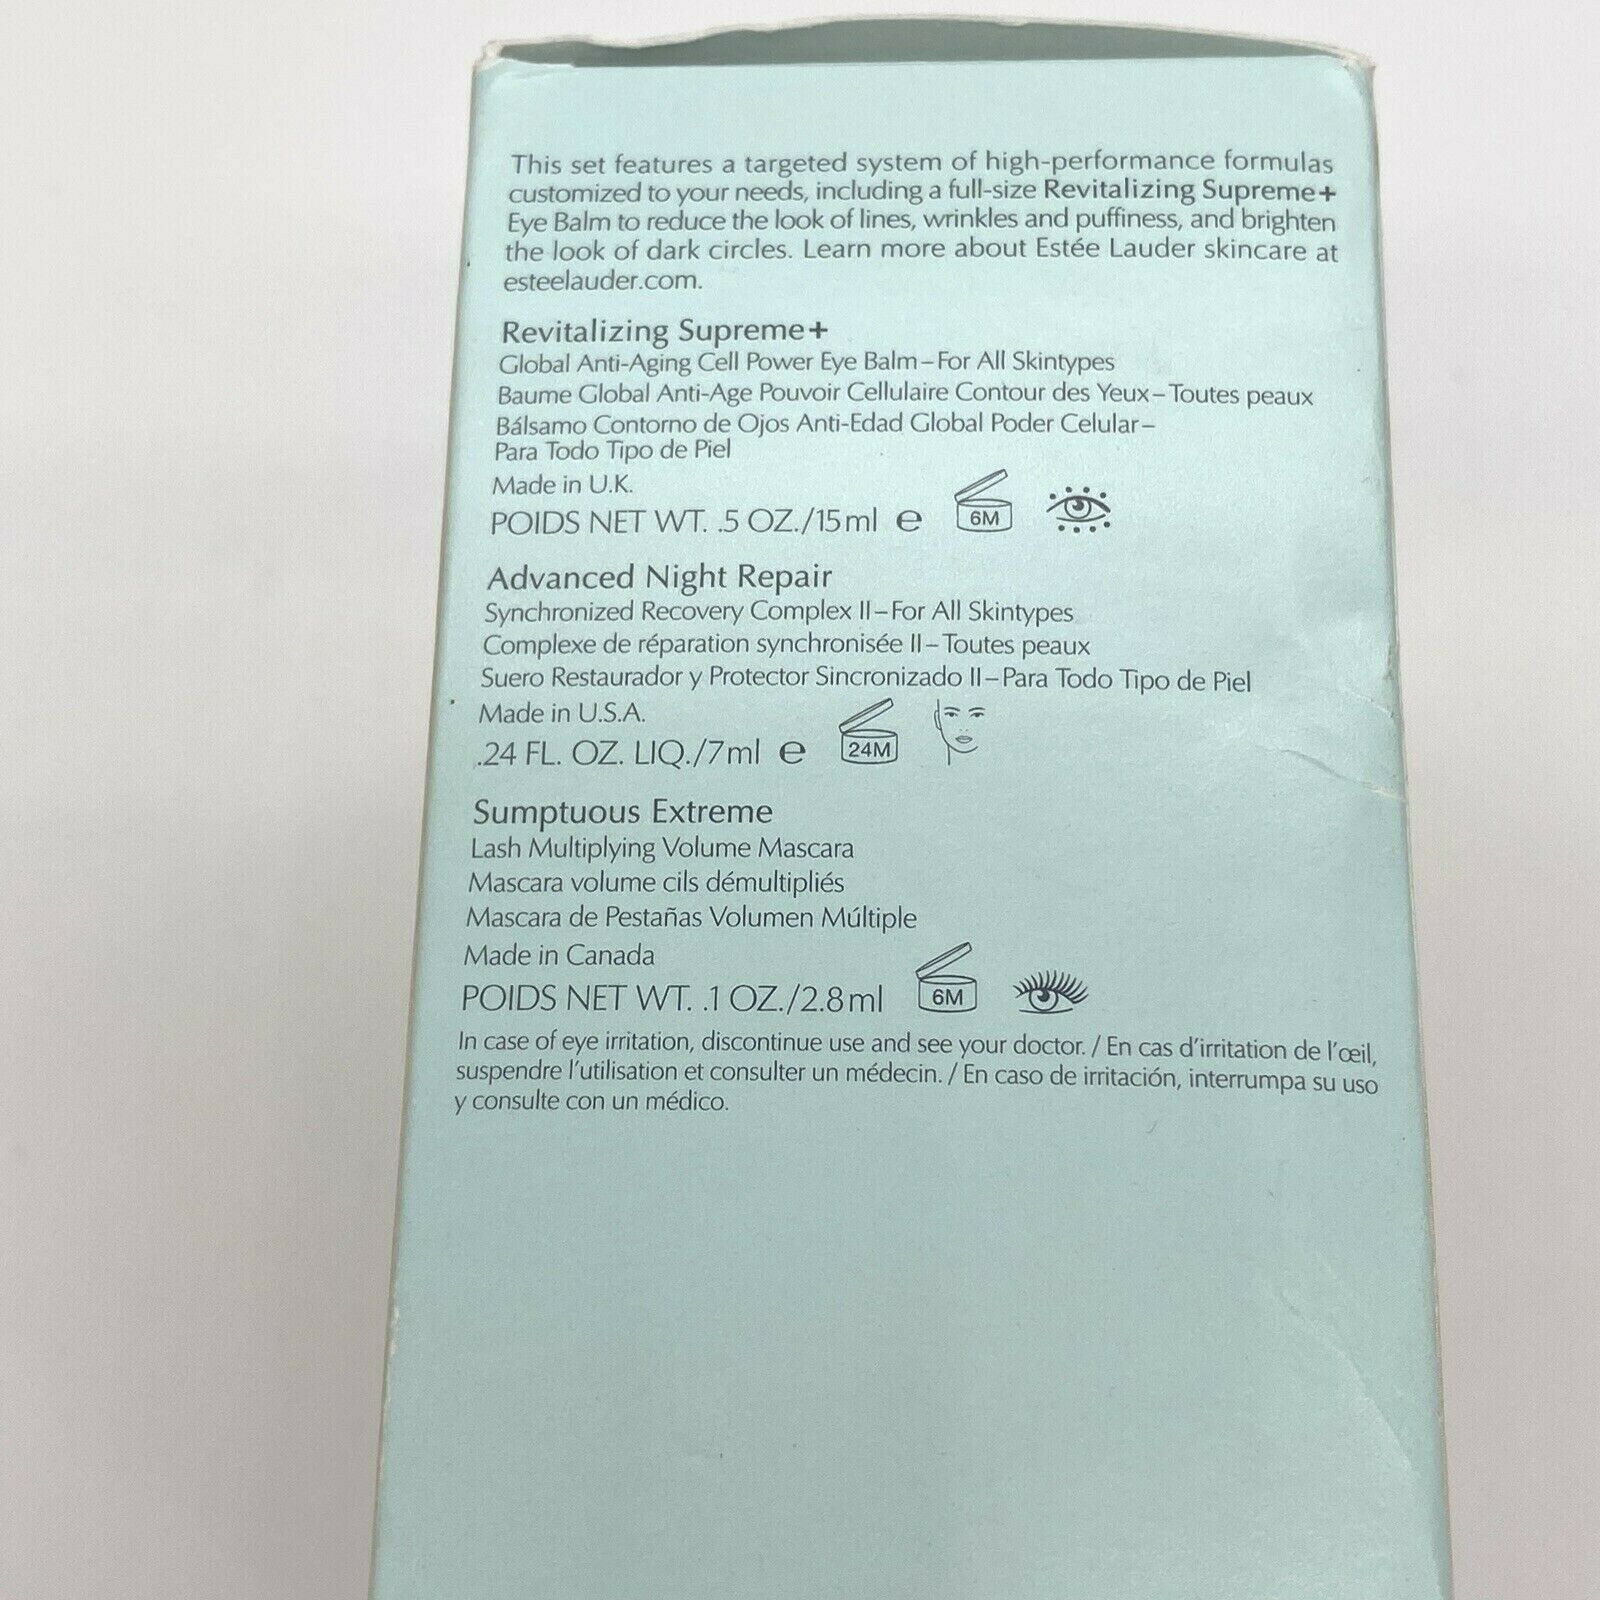 This set features a targeted system of high-performance formulas
customized to your needs, including a full-size Revitalizing Supreme+
Eye Balm to reduce the look of lines, wrinkles and puffiness, and brighten
the look of dark circles. Learn more about Estée Lauder skincare at
esteelauder.com.
Revitalizing Supreme+
Global Anti-Aging Cell Power Eye Balm–For All Skintypes
Baume Global Anti-Age Pouvoir Cellulaire Contour des Yeux–Toutes peaux
Bálsamo Contorno de Ojos Anti-Edad Global Poder Celular–
Para Todo Tipo de Piel
Made in U.K.
POIDS NET WT. .5 OZ./15ml ℮ 6M
Advanced Night Repair
Synchronized Recovery Complex II–For All Skintypes
Complexe de réparation synchronisée II–Toutes peaux
Suero Restaurador y Protector Sincronizado II–Para Todo Tipo de Piel
Made in U.S.A.
.24 FL. OZ. LIQ./7ml ℮ 24M
Sumptuous Extreme
Lash Multiplying Volume Mascara
Mascara volume cils démultipliés
Mascara de Pestañas Volumen Múltiple
Made in Canada
POIDS NET WT. .1 OZ./2.8ml 6M
In case of eye irritation, discontinue use and see your doctor. / En cas d'irritation de l'œil,
suspendre l'utilisation et consulter un médecin. / En caso de irritación, interrumpa su uso
y consulte con un médico.